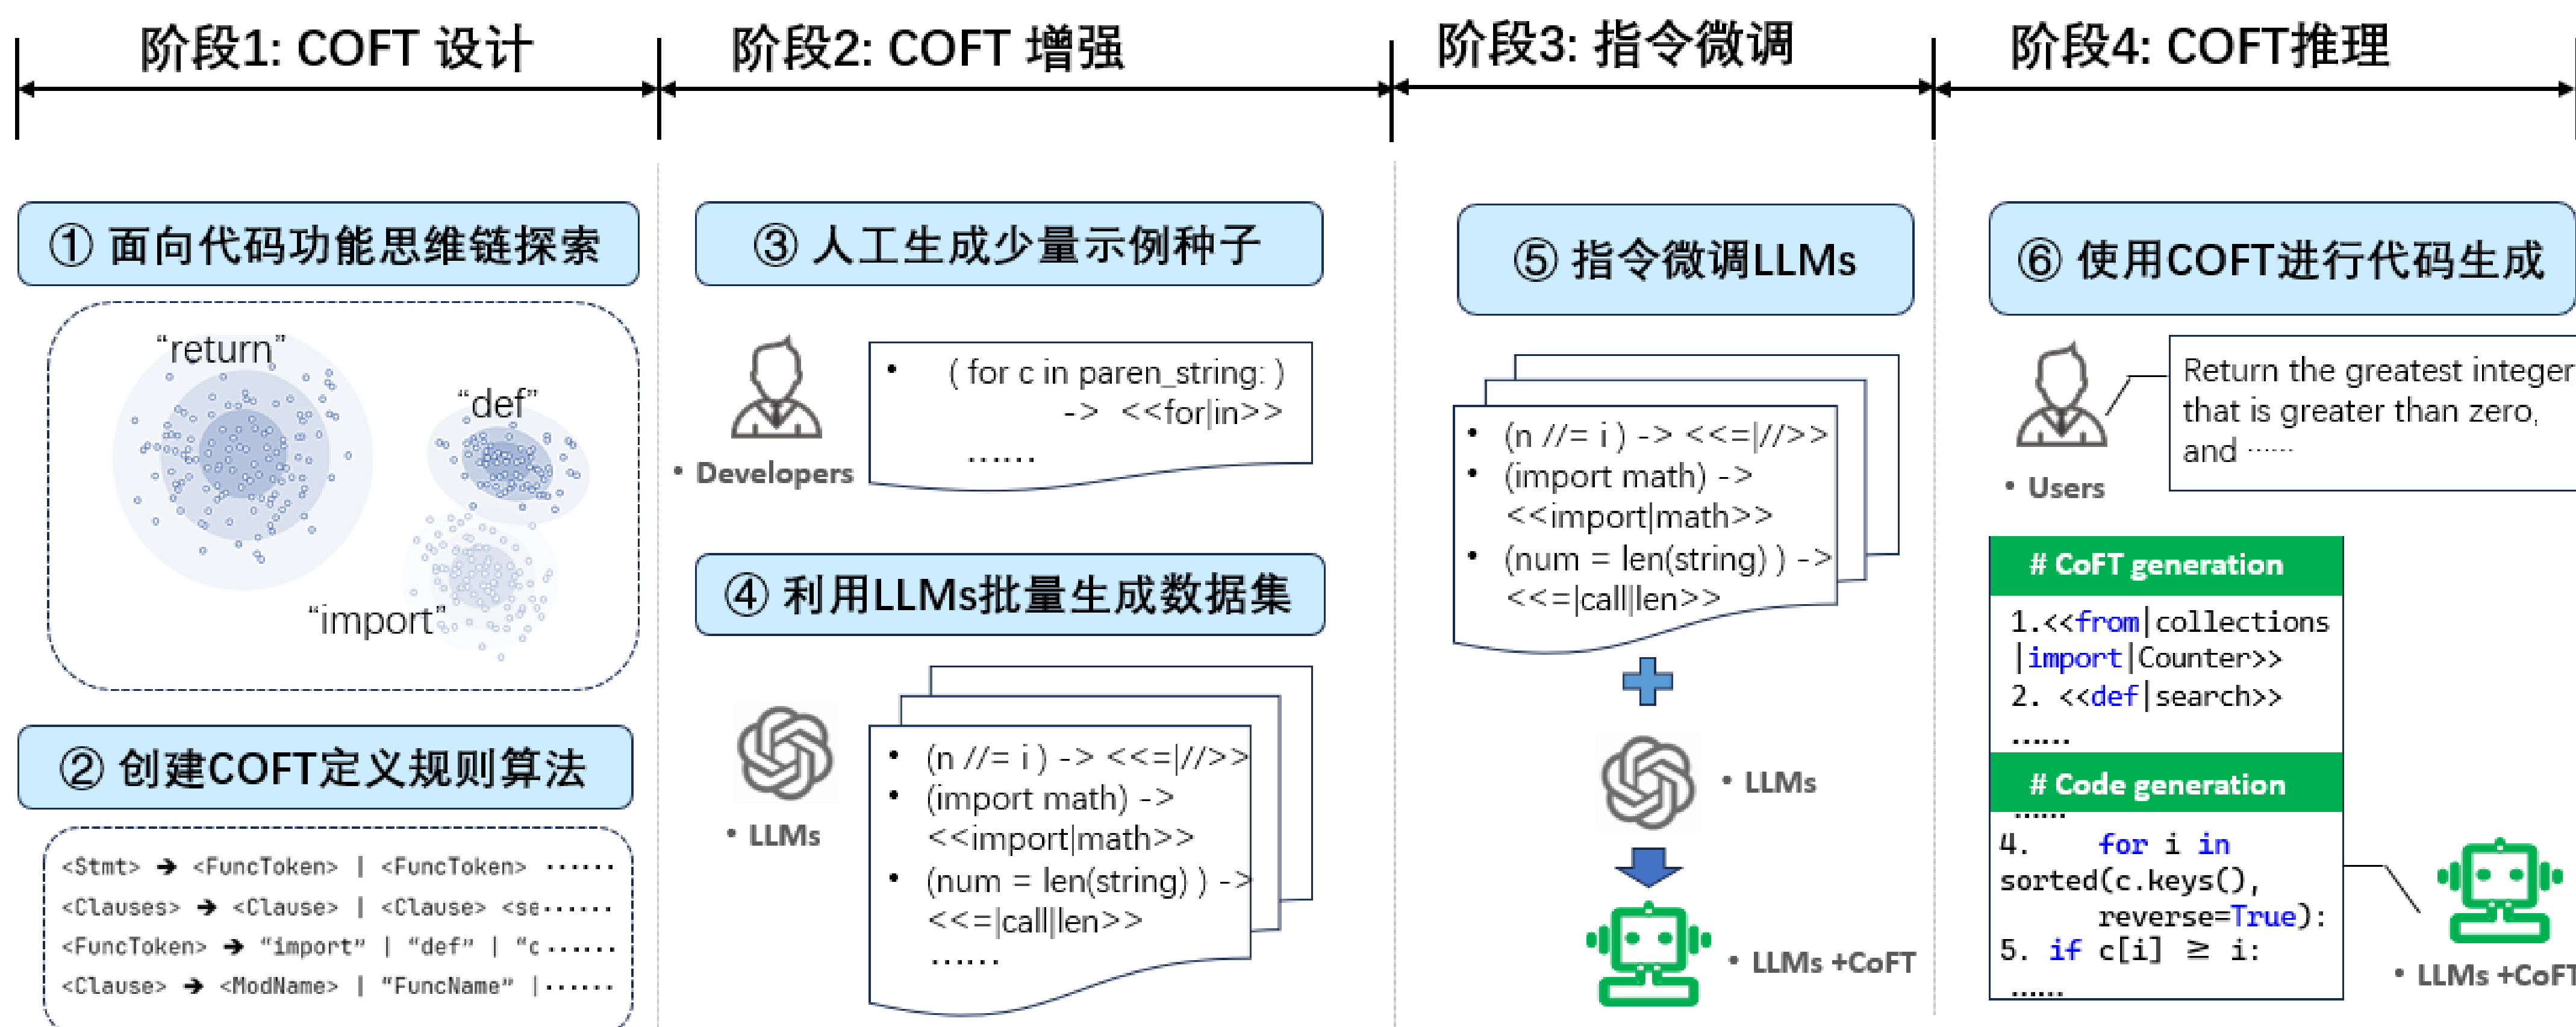 阶段1: COFT 设计
阶段2: COFT 增强
阶段3: 指令微调
阶段4: COFT推理
① 面向代码功能思维链探索
“return”
“def”
“import”
② 创建COFT定义规则算法
<Stmt> ➔ <FuncToken> | <FuncToken> ······
<Clauses> ➔ <Clause> | <Clause> <se······
<FuncToken> ➔ “import” | “def” | “c······
<Clause> ➔ <ModName> | “FuncName” |······
③ 人工生成少量示例种子
• Developers
• ( for c in paren_string: )
-> <<for|in>>
……
④ 利用LLMs批量生成数据集
• LLMs
• (n //= i ) -> <<=|//>>
• (import math) ->
<<import|math>>
• (num = len(string) ) ->
<<=|call|len>>
……
⑤ 指令微调LLMs
• (n //= i ) -> <<=|//>>
• (import math) ->
<<import|math>>
• (num = len(string) ) ->
<<=|call|len>>
• LLMs
• LLMs +CoFT
⑥ 使用COFT进行代码生成
• Users
Return the greatest integer
that is greater than zero,
and ······
# CoFT generation
1.<<from|collections
|import|Counter>>
2. <<def|search>>
……
# Code generation
……
4. for i in
sorted(c.keys(),
reverse=True):
5. if c[i] ≥ i:
……
• LLMs +CoFT